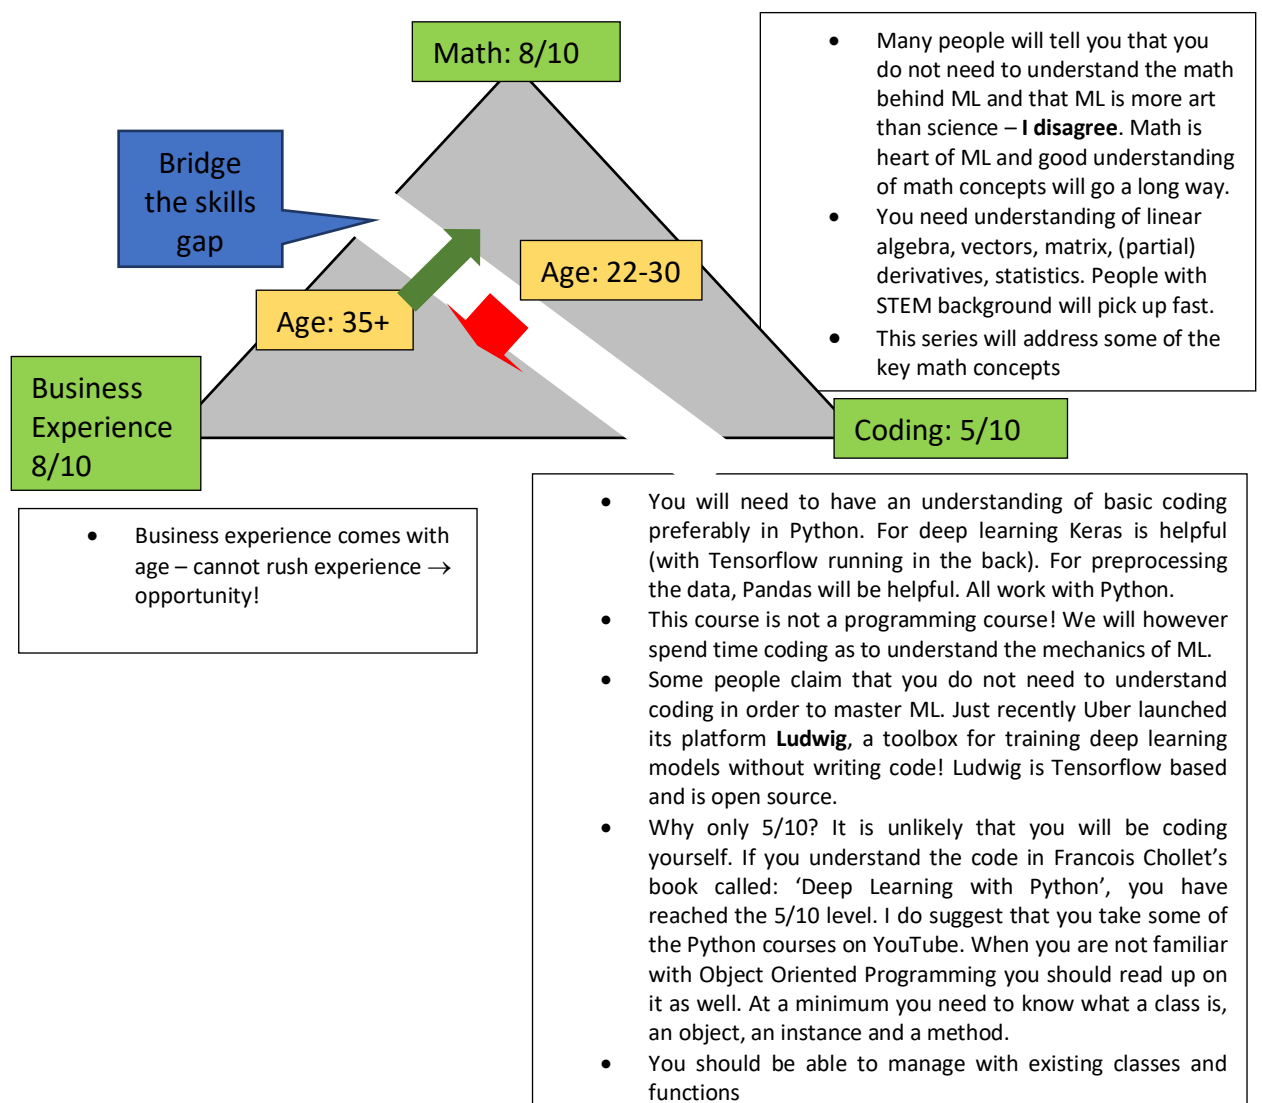 Math: 8/10
• Many people will tell you that you
do not need to understand the math
behind ML and that ML is more art
than science – I disagree. Math is
heart of ML and good understanding
of math concepts will go a long way.
• You need understanding of linear
algebra, vectors, matrix, (partial)
derivatives, statistics. People with
STEM background will pick up fast.
• This series will address some of the
key math concepts
Bridge
the skills
gap
Age: 22-30
Age: 35+
Business
Experience
8/10
Coding: 5/10
• Business experience comes with
age – cannot rush experience →
opportunity!
• You will need to have an understanding of basic coding
preferably in Python. For deep learning Keras is helpful
(with Tensorflow running in the back). For preprocessing
the data, Pandas will be helpful. All work with Python.
• This course is not a programming course! We will however
spend time coding as to understand the mechanics of ML.
• Some people claim that you do not need to understand
coding in order to master ML. Just recently Uber launched
its platform Ludwig, a toolbox for training deep learning
models without writing code! Ludwig is Tensorflow based
and is open source.
• Why only 5/10? It is unlikely that you will be coding
yourself. If you understand the code in Francois Chollet’s
book called: ‘Deep Learning with Python’, you have
reached the 5/10 level. I do suggest that you take some of
the Python courses on YouTube. When you are not familiar
with Object Oriented Programming you should read up on
it as well. At a minimum you need to know what a class is,
an object, an instance and a method.
• You should be able to manage with existing classes and
functions